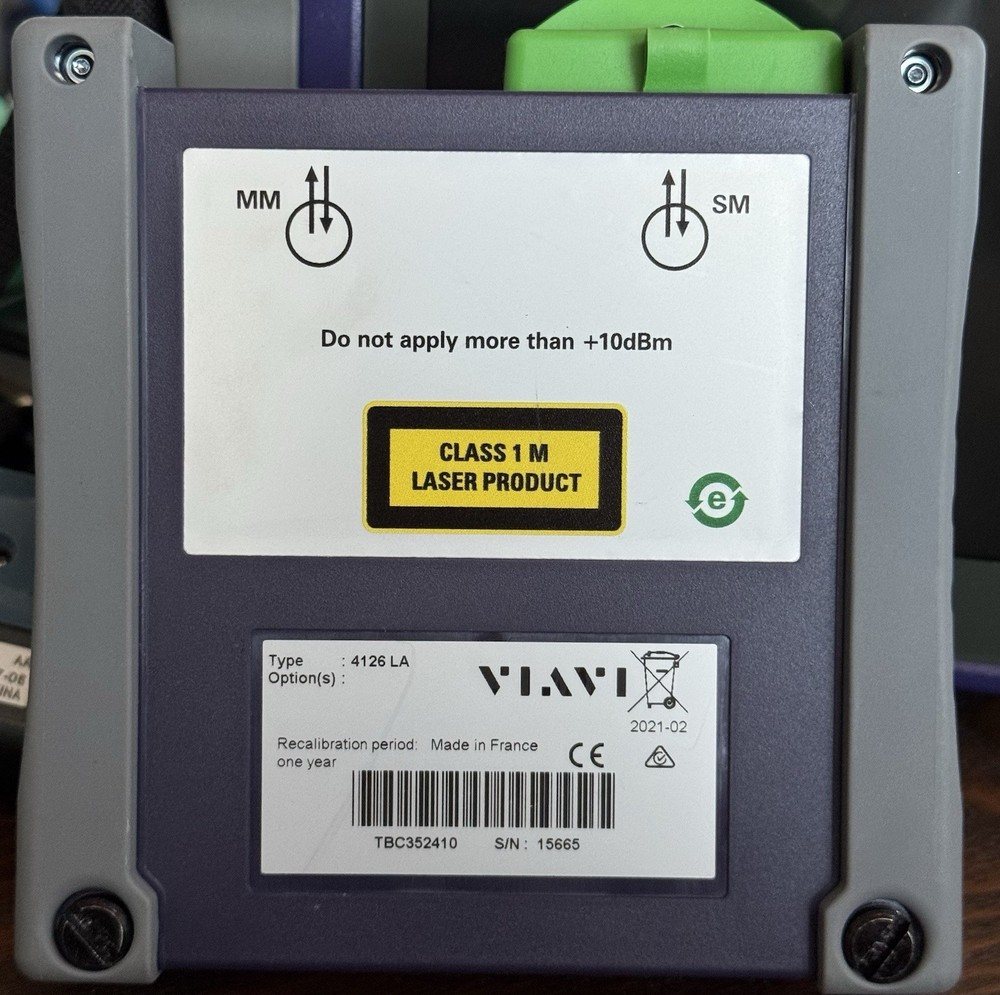 MM
SM
Do not apply more than +10dBm
CLASS 1 M
LASER PRODUCT
e
Type : 4126 LA
Option(s) :
VIAVI
2021-02
Recalibration period: Made in France
one year
CE
TBC352410 S/N : 15665